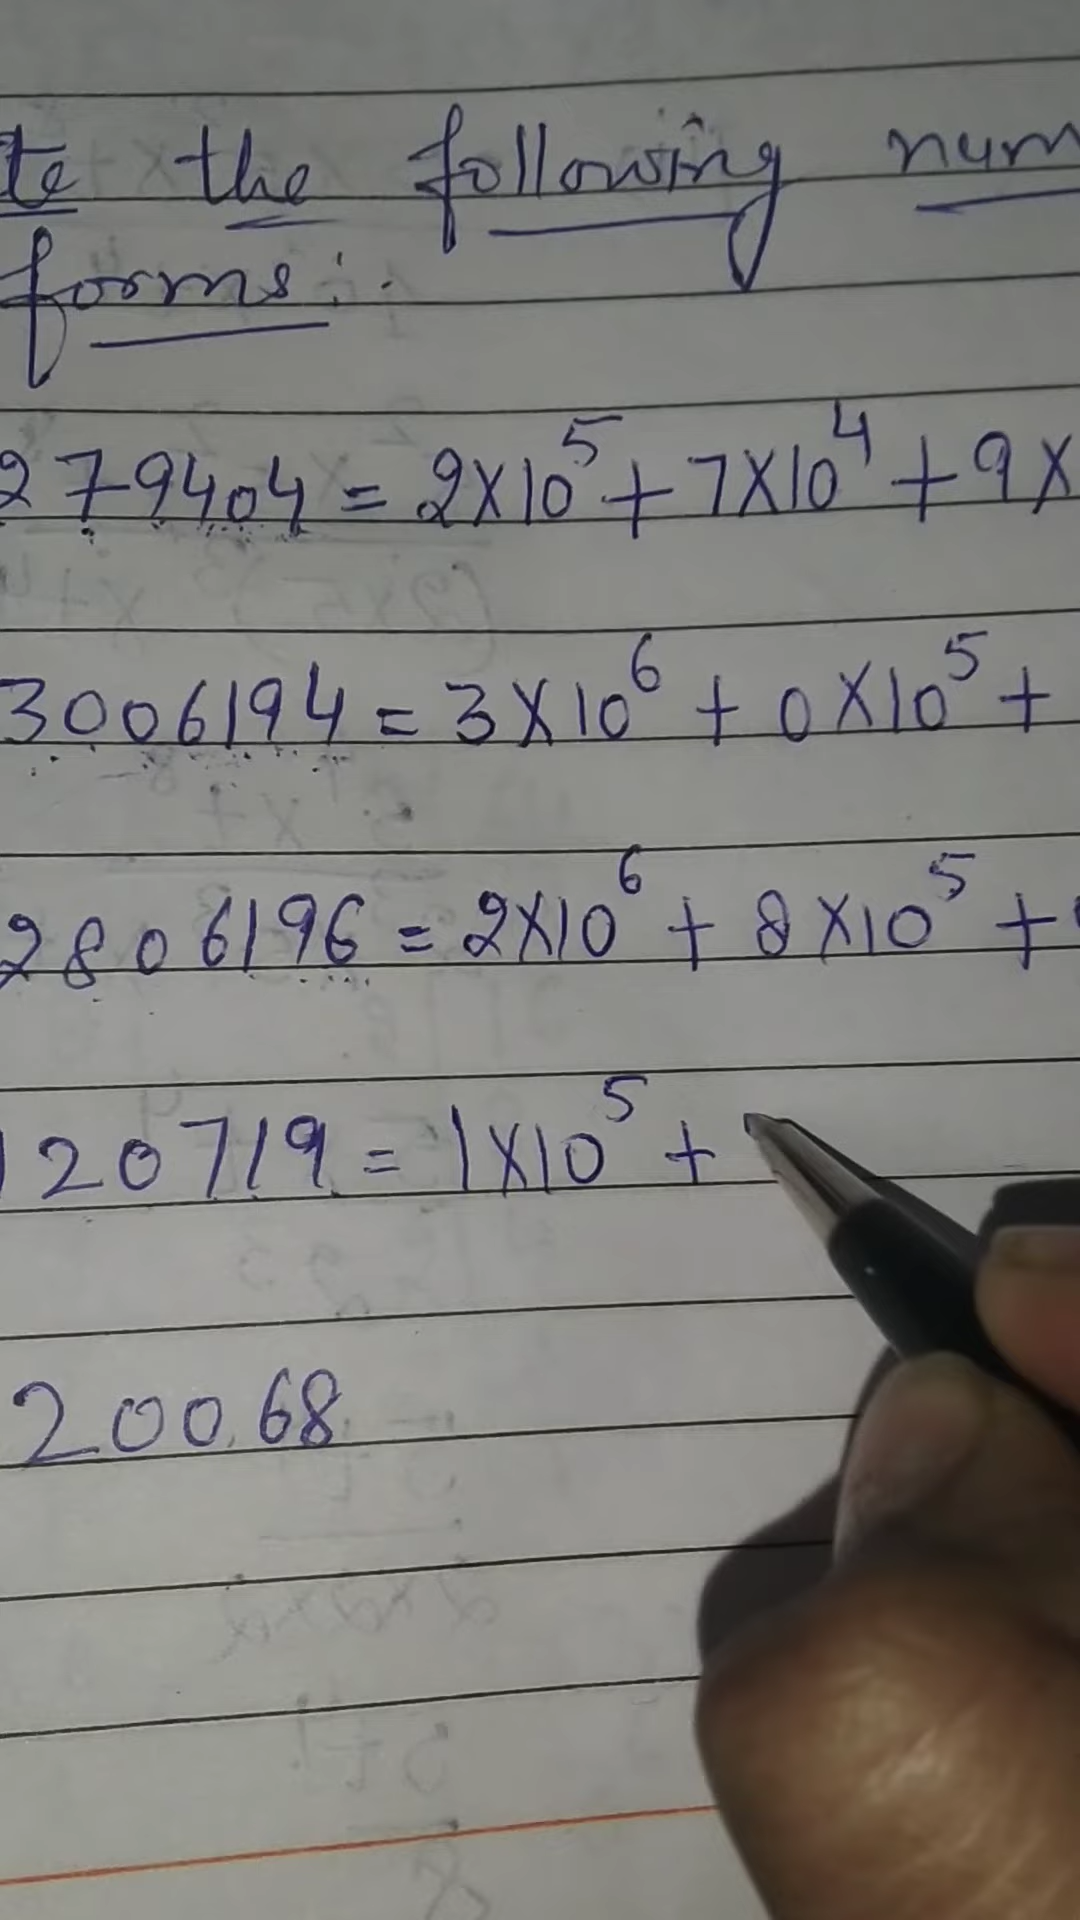 te the following num
forms:
279404 = 2×10⁵ + 7×10⁴ + 9×
3006194 = 3×10⁶ + 0×10⁵ +
2806196 = 2×10⁶ + 8×10⁵ +
120719 = 1×10⁵ +
20068